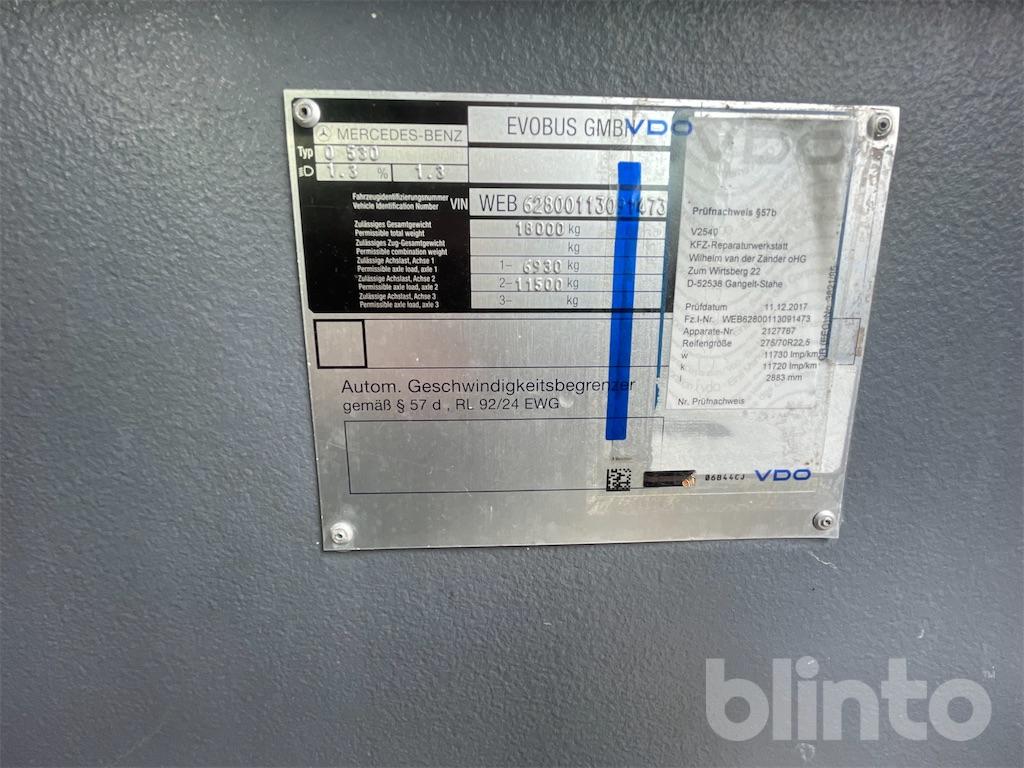 MERCEDES-BENZ
EVOBUS GMBH
VDO
Typ O 530
1.3 % 1.3
Fahrzeugidentifizierungsnummer
Vehicle Identification Number VIN WEB 62800113091473
Zulässiges Gesamtgewicht
Permissible total weight 18000 kg
Zulässiges Zug-Gesamtgewicht
Permissible combination weight kg
Zulässige Achslast, Achse 1
Permissible axle load, axle 1 1- 6930 kg
Zulässige Achslast, Achse 2
Permissible axle load, axle 2 2- 11500 kg
Zulässige Achslast, Achse 3
Permissible axle load, axle 3 3- kg
Autom. Geschwindigkeitsbegrenzer
gemäß § 57 d , RL 92/24 EWG
VDO
Prüfnachweis §57b
V2540
KFZ-Reparaturwerkstatt
Wilhelm van der Zander oHG
Zum Wirtsberg 22
D-52538 Gangelt-Stahe
Prüfdatum 11.12.2017
Fz.I-Nr. WEB62800113091473
Apparate-Nr. 2127787
Reifengröße 275/70R22,5
w 11730 Imp/km
k 11720 Imp/km
l 2883 mm
Nr. Prüfnachweis
06B44CJ VDO
blinto™